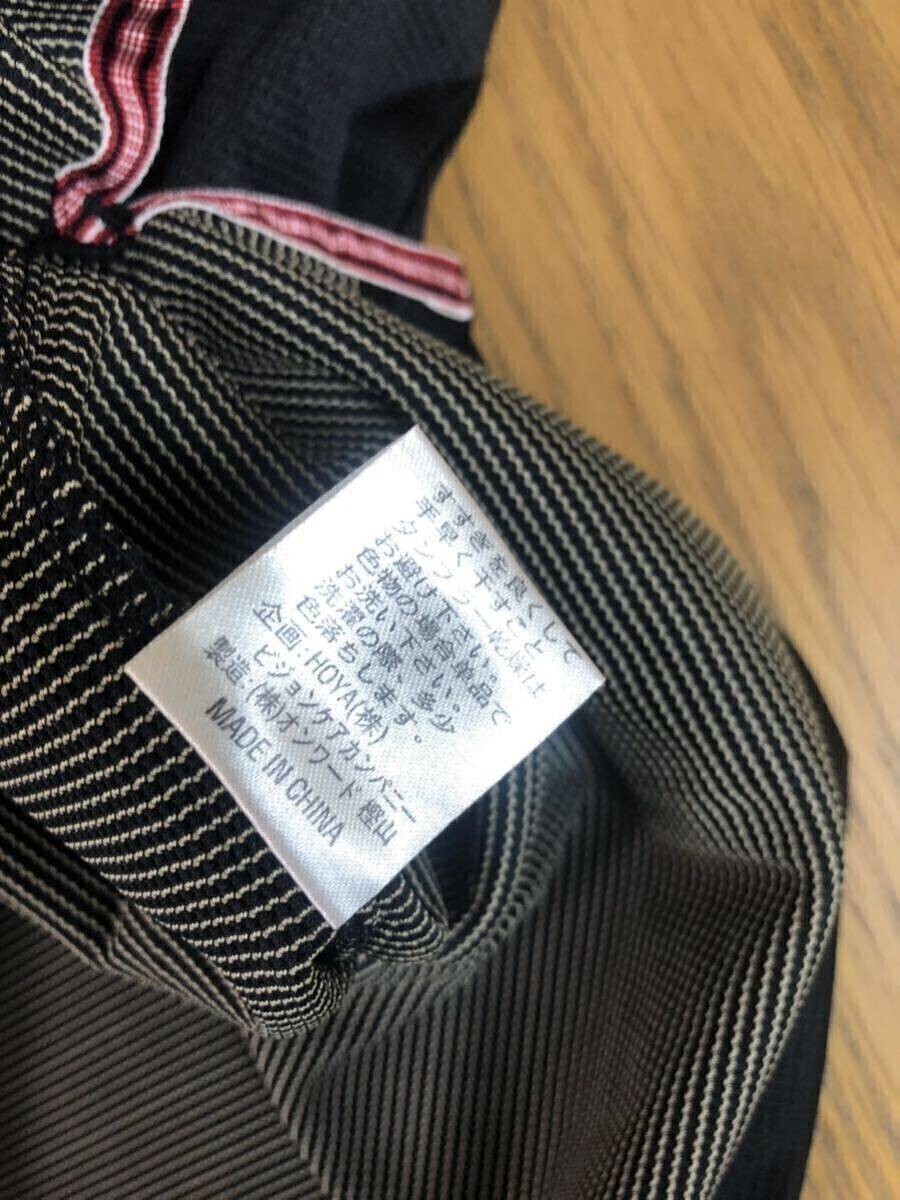 すすぎを良くして
手早く干すこと
タンブラー乾燥は
お避け下さい。
色物の場合単品で
お洗い下さい。
洗濯の際、多少
色落ちします。
企画:HOYA(株)
ビジョンケアカンパニー
製造:(株)オンワード 樫山
MADE IN CHINA